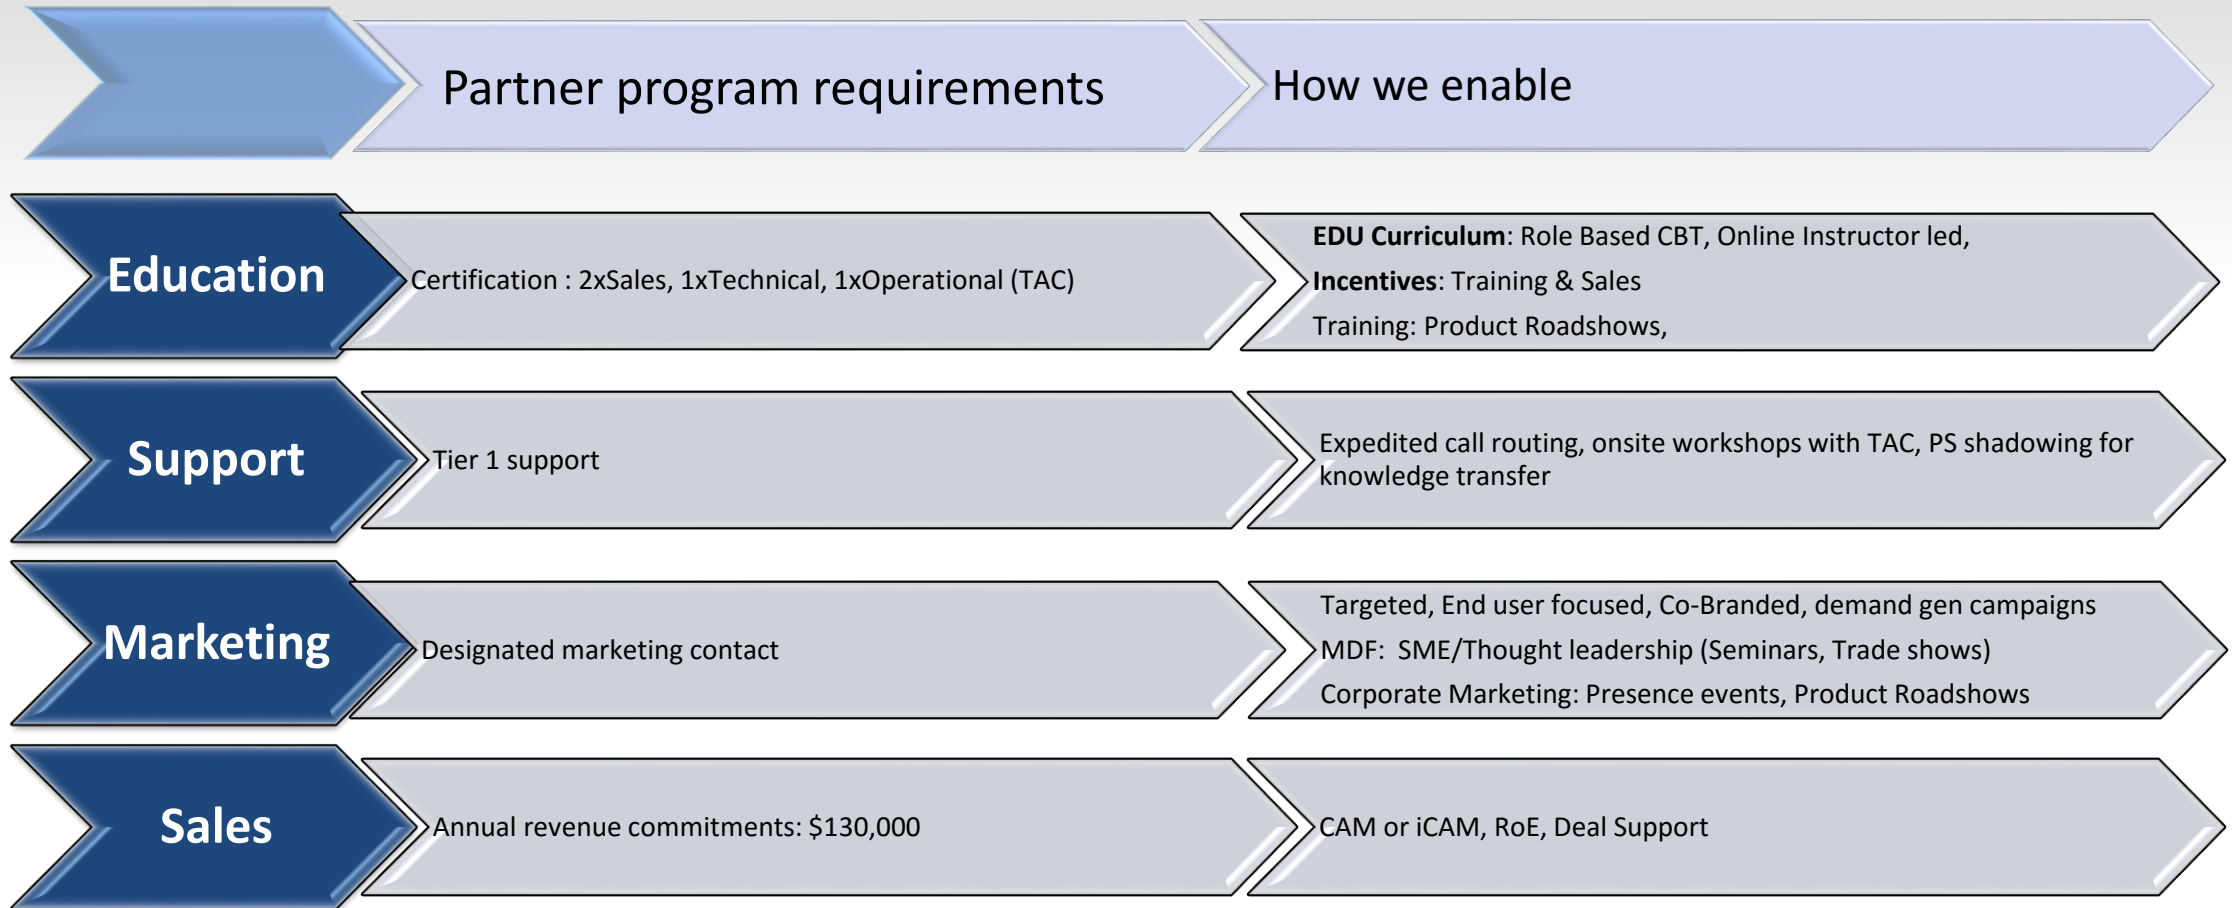 Partner program requirements
How we enable
Education
Certification : 2xSales, 1xTechnical, 1xOperational (TAC)
EDU Curriculum: Role Based CBT, Online Instructor led,
Incentives: Training & Sales
Training: Product Roadshows,
Support
Tier 1 support
Expedited call routing, onsite workshops with TAC, PS shadowing for
knowledge transfer
Marketing
Designated marketing contact
Targeted, End user focused, Co-Branded, demand gen campaigns
MDF:  SME/Thought leadership (Seminars, Trade shows)
Corporate Marketing: Presence events, Product Roadshows
Sales
Annual revenue commitments: $130,000
CAM or iCAM, RoE, Deal Support